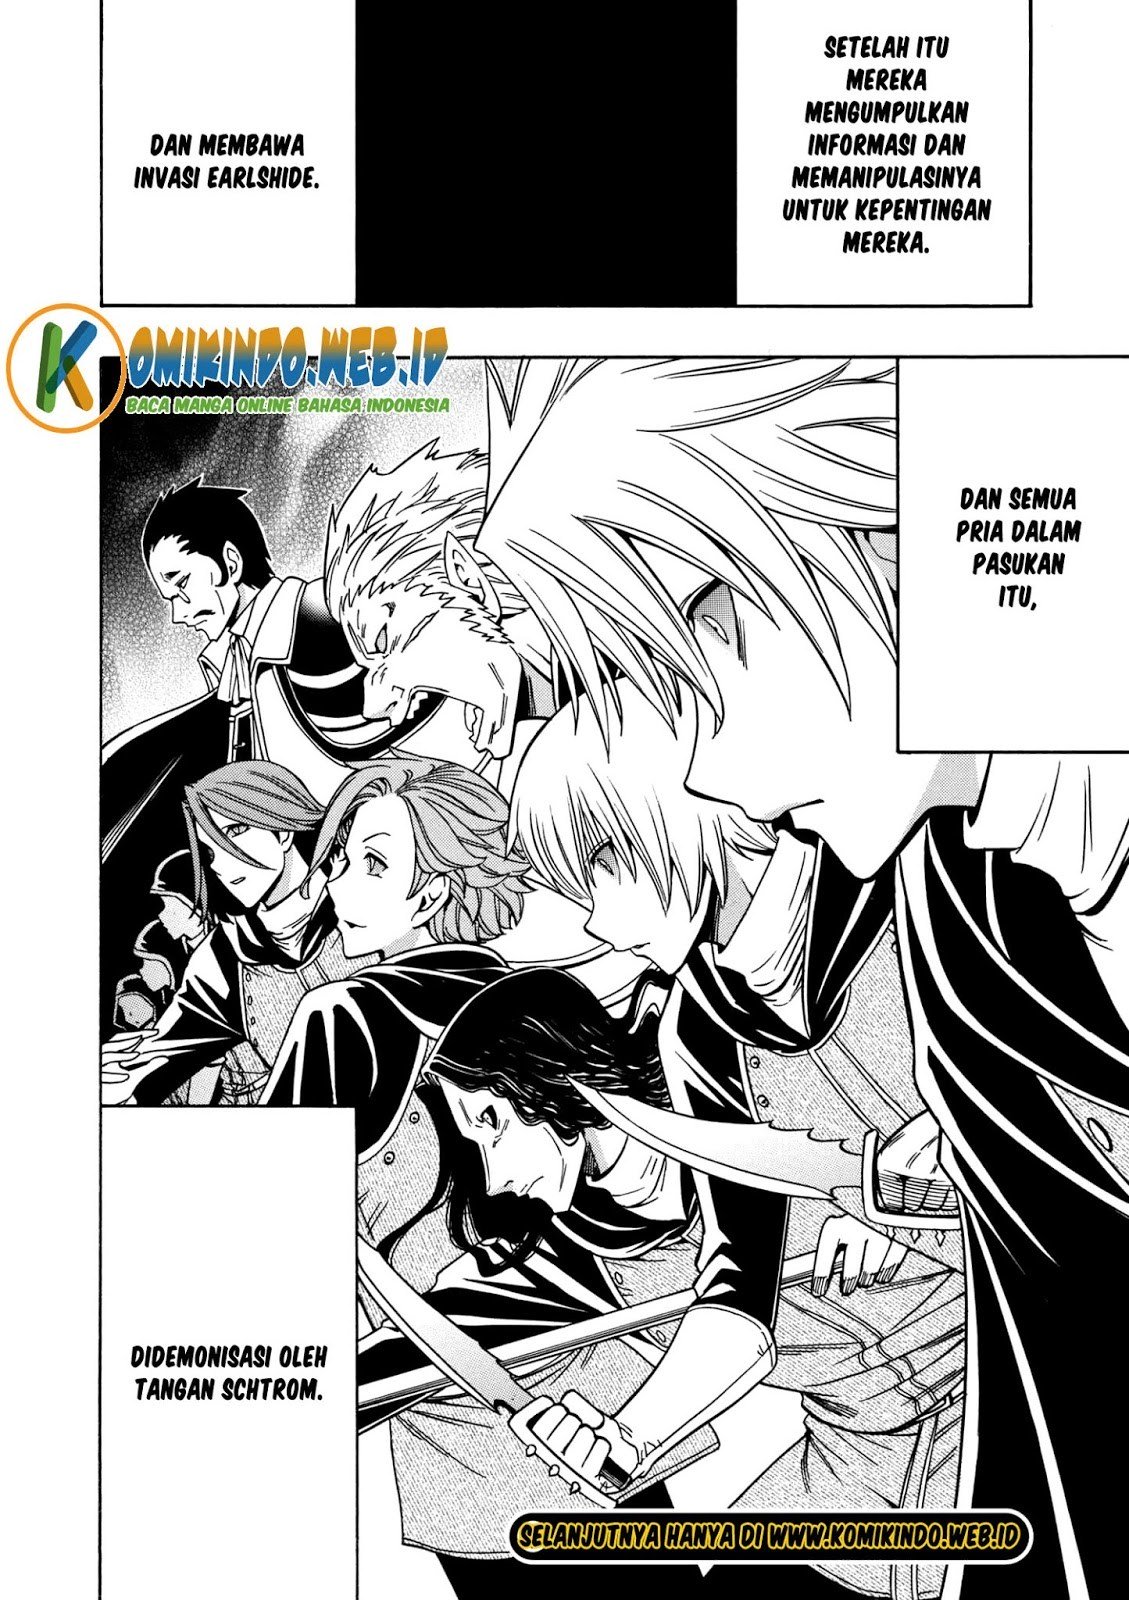 SETELAH ITU
MEREKA
MENGUMPULKAN
INFORMASI DAN
MEMANIPULASINYA
UNTUK KEPENTINGAN
MEREKA.
DAN MEMBAWA
INVASI EARLSHIDE.
KOMIKINDO.WEB.ID
BACA MANGA ONLINE BAHASA INDONESIA
DAN SEMUA
PRIA DALAM
PASUKAN
ITU,
DIDEMONISASI OLEH
TANGAN SCHTROM.
SELANJUTNYA HANYA DI WWW.KOMIKINDO.WEB.ID